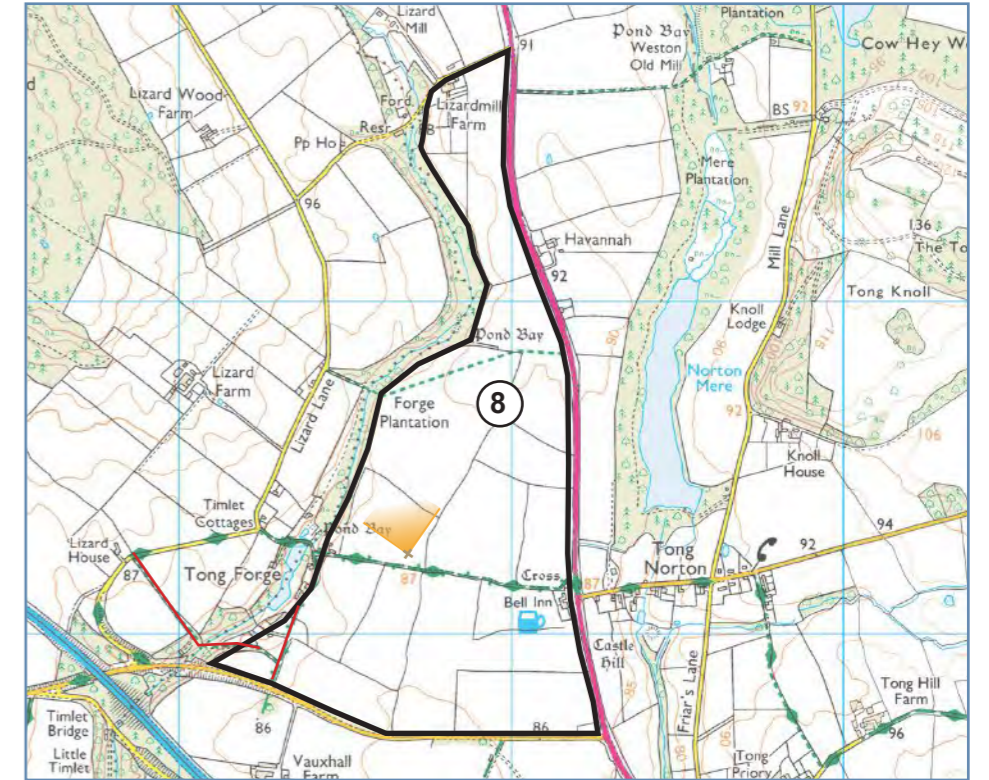 Lizard
Mill
91
Plantation
Pond Bay
Weston
Old Mill
Cow Hey W
Lizard Wood
Farm
Ford
Lizardmill
Farm
Resr
BS 92
Pp Ho
Mere
Plantation
96
136
The To
Havannah
92
Mill Lane
Tong Knoll
Knoll
Lodge
Pond Bay
Norton
Mere
92
Lizard
Farm
Lizard Lane
Forge
Plantation
8
106
Knoll
House
Timlet
Cottages
Pond Bay
94
92
Lizard
House
87
Tong Forge
87
Cross
87
Tong
Norton
Bell Inn
Castle
Hill
85
Friar's Lane
Tong Hill
Farm
96
86
86
90
Timlet
Bridge
Little
Timlet
Vauxhall
Farm
Tong
Priory